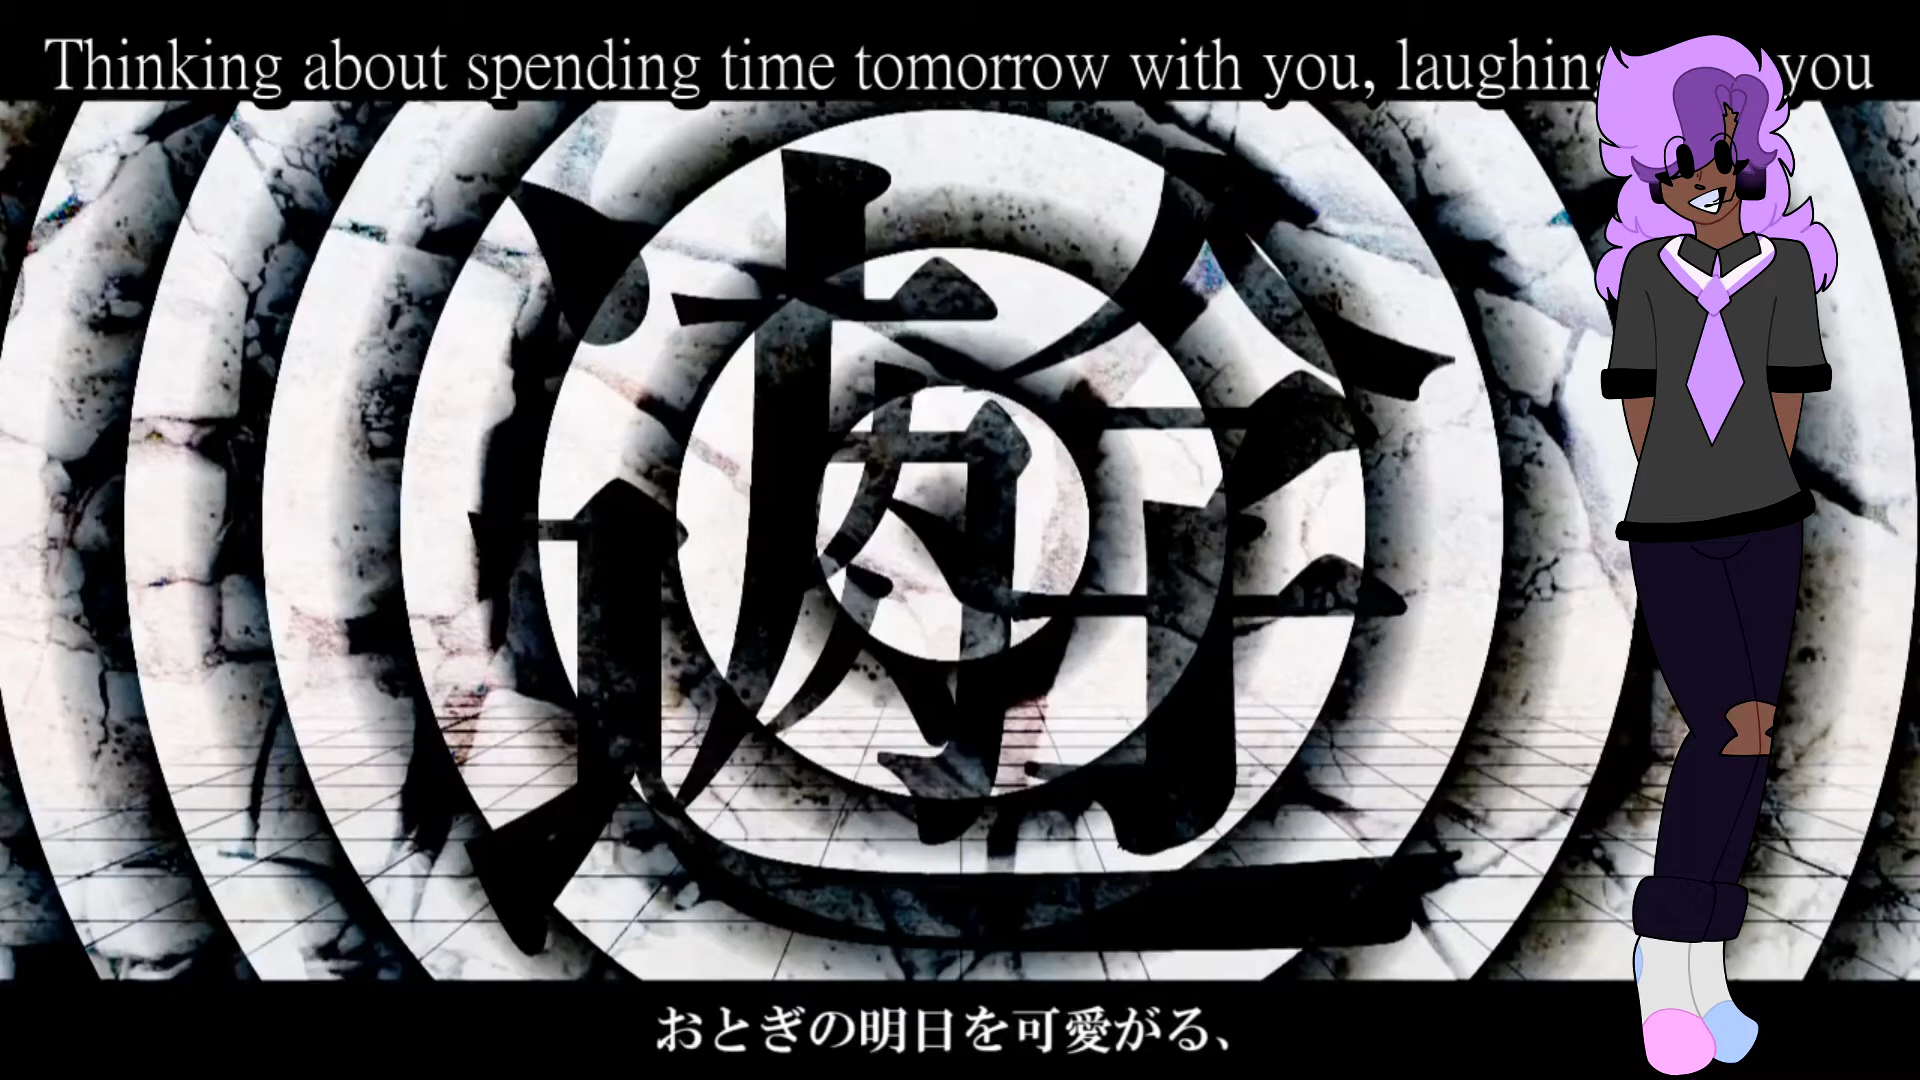 Thinking about spending time tomorrow with you, laughing you
おとぎの明日を可愛がる、